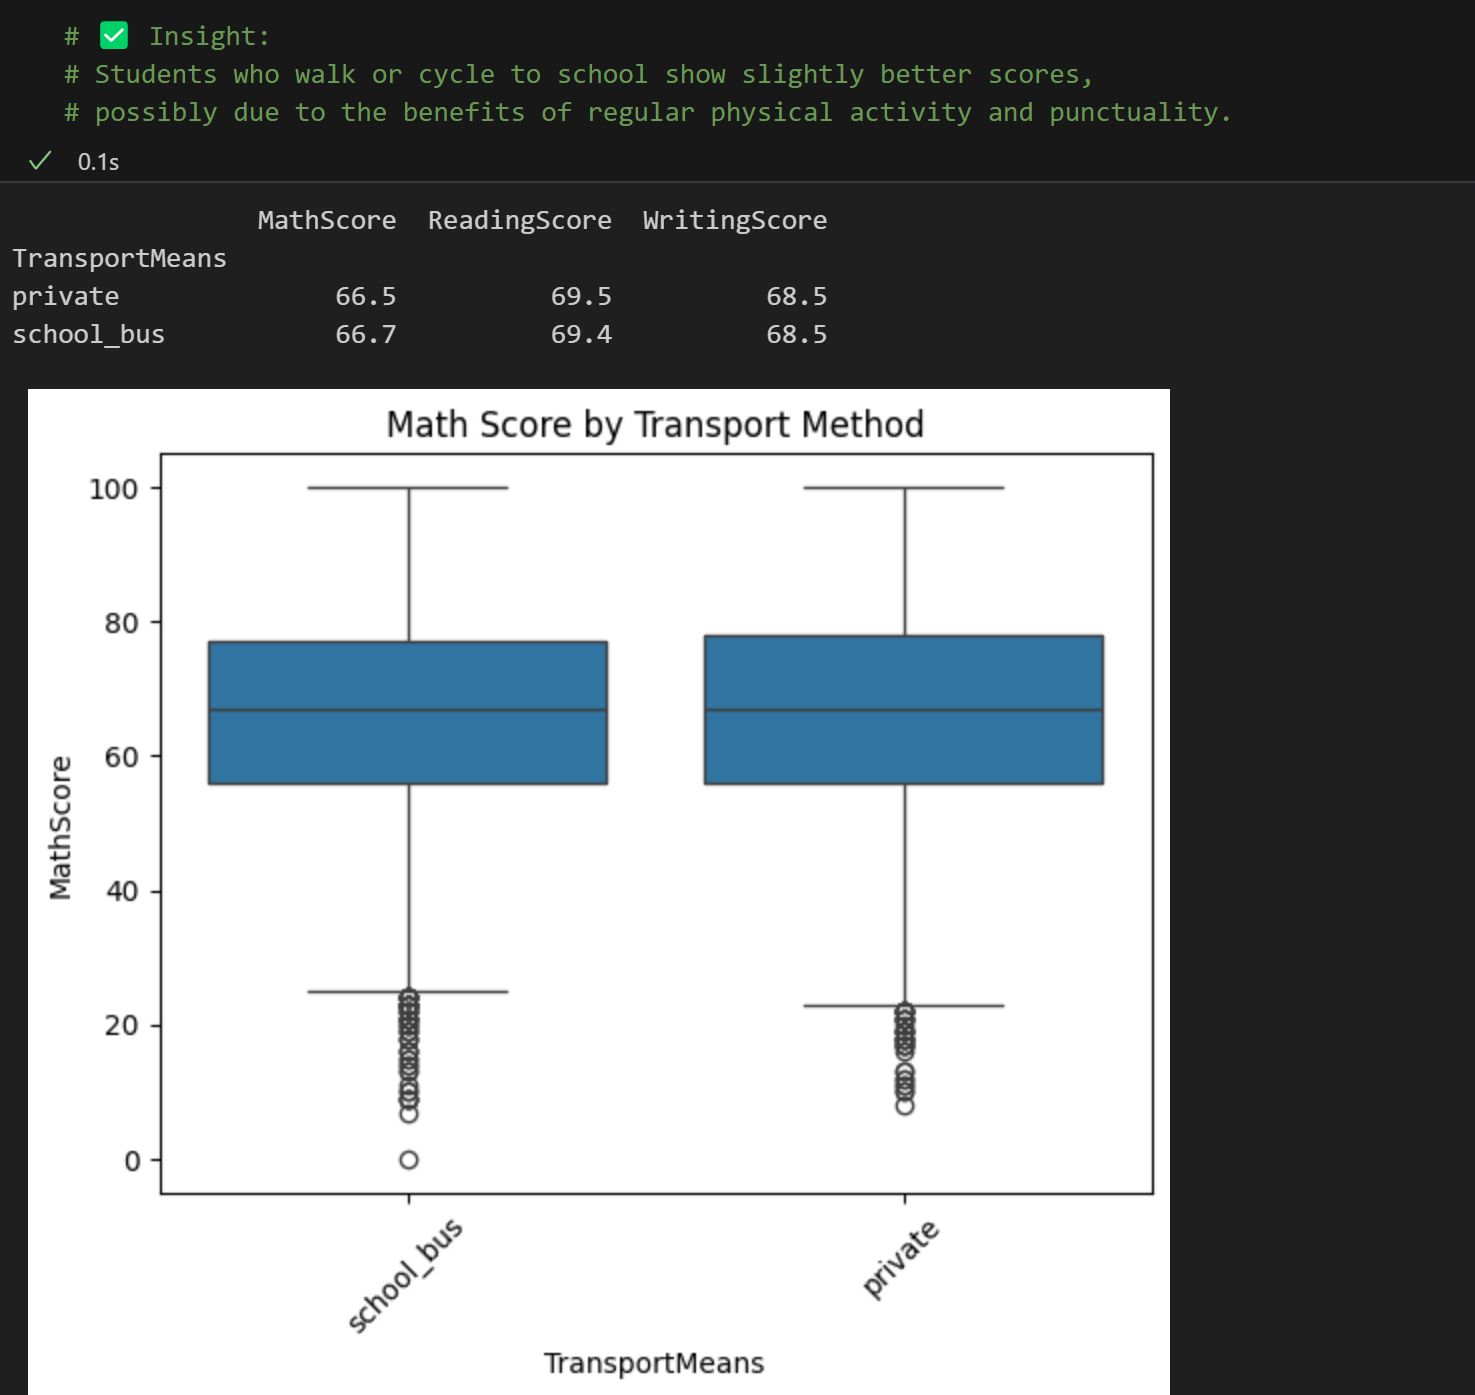 # ✅ Insight:
# Students who walk or cycle to school show slightly better scores,
# possibly due to the benefits of regular physical activity and punctuality.
✓ 0.1s
MathScore ReadingScore WritingScore
TransportMeans
private 66.5 69.5 68.5
school_bus 66.7 69.4 68.5
Math Score by Transport Method
100
80
60
40
20
0
MathScore
school_bus private
TransportMeans